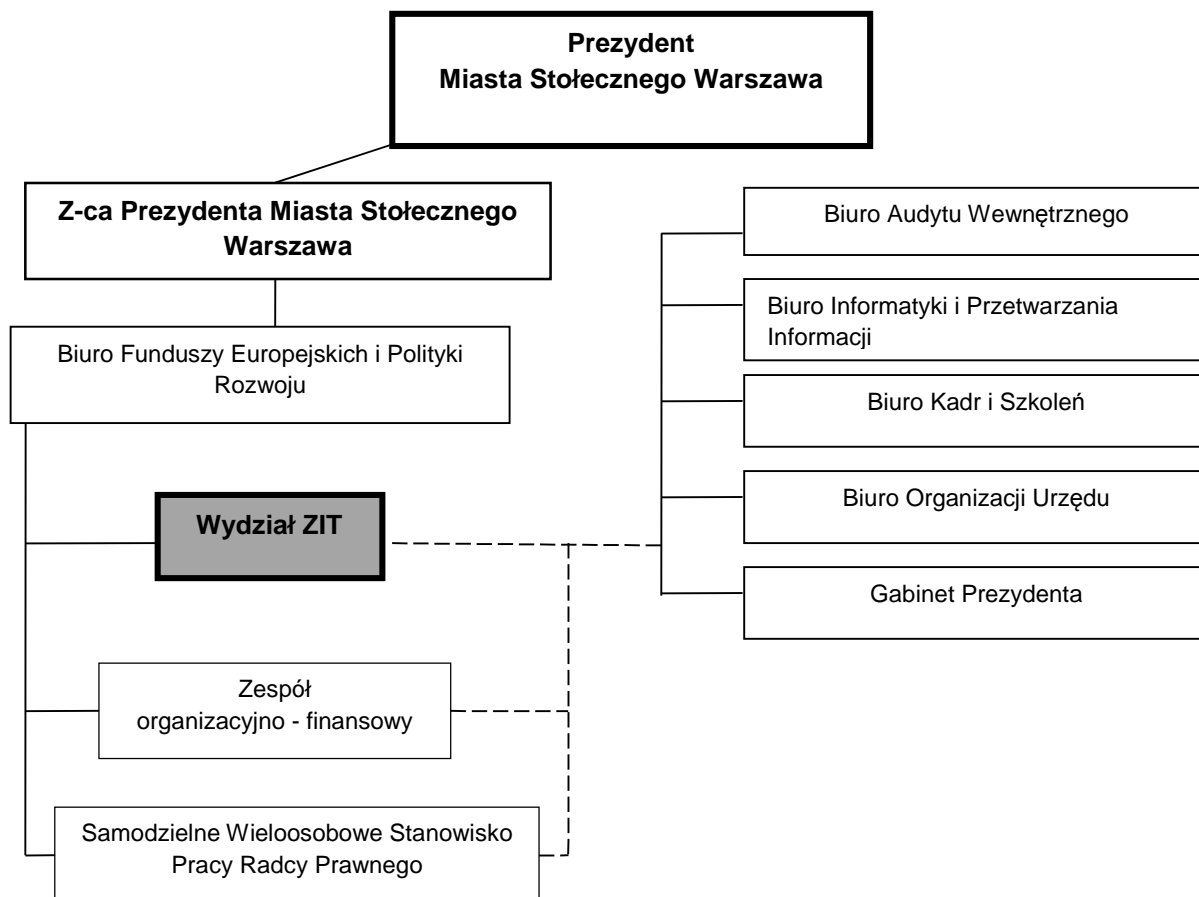 Prezydent
Miasta Stołecznego Warszawa
Z-ca Prezydenta Miasta Stołecznego
Warszawa
Biuro Funduszy Europejskich i Polityki
Rozwoju
Wydział ZIT
Zespół
organizacyjno - finansowy
Samodzielne Wieloosobowe Stanowisko
Pracy Radcy Prawnego
Biuro Audytu Wewnętrznego
Biuro Informatyki i Przetwarzania
Informacji
Biuro Kadr i Szkoleń
Biuro Organizacji Urzędu
Gabinet Prezydenta